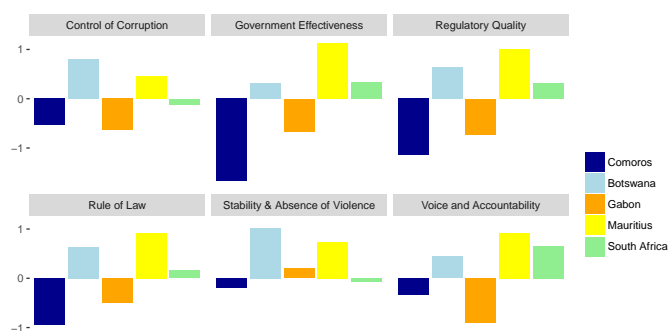 Control of Corruption Government Effectiveness Regulatory Quality
1
0
−1
Rule of Law Stability & Absence of Violence Voice and Accountability
1
0
−1
Comoros
Botswana
Gabon
Mauritius
South Africa